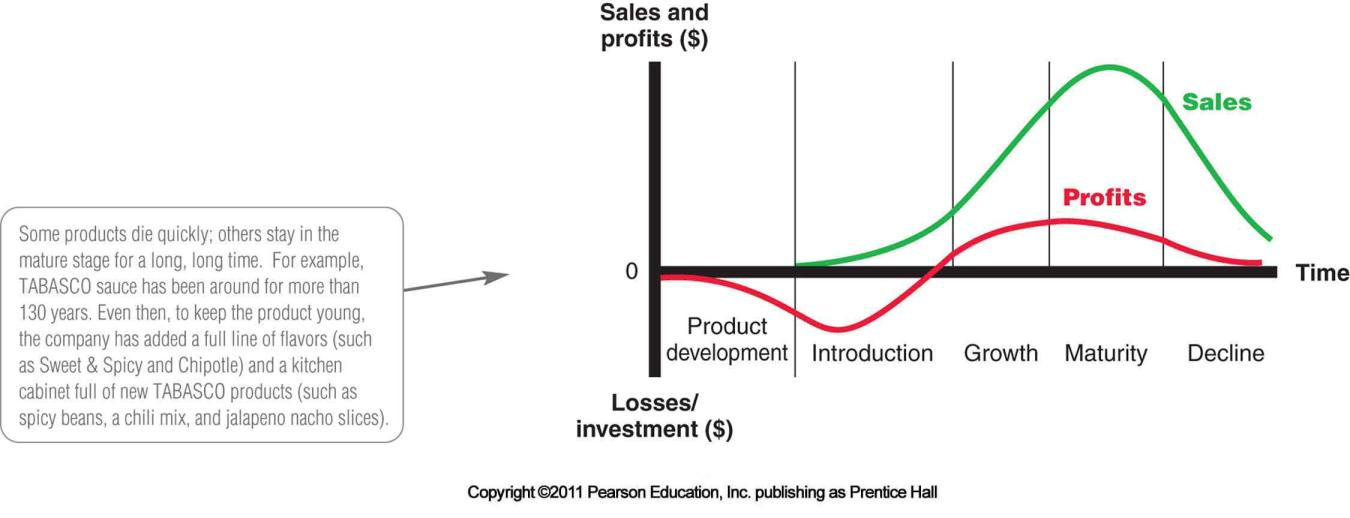 Sales and
profits ($)
Sales
Profits
Some products die quickly; others stay in the
mature stage for a long, long time.  For example,
TABASCO sauce has been around for more than
130 years. Even then, to keep the product young,
the company has added a full line of flavors (such
as Sweet & Spicy and Chipotle) and a kitchen
cabinet full of new TABASCO products (such as
spicy beans, a chili mix, and jalapeno nacho slices).
0
Time
Product
development
Introduction
Growth
Maturity
Decline
Losses/
investment ($)
Copyright ©2011 Pearson Education, Inc. publishing as Prentice Hall